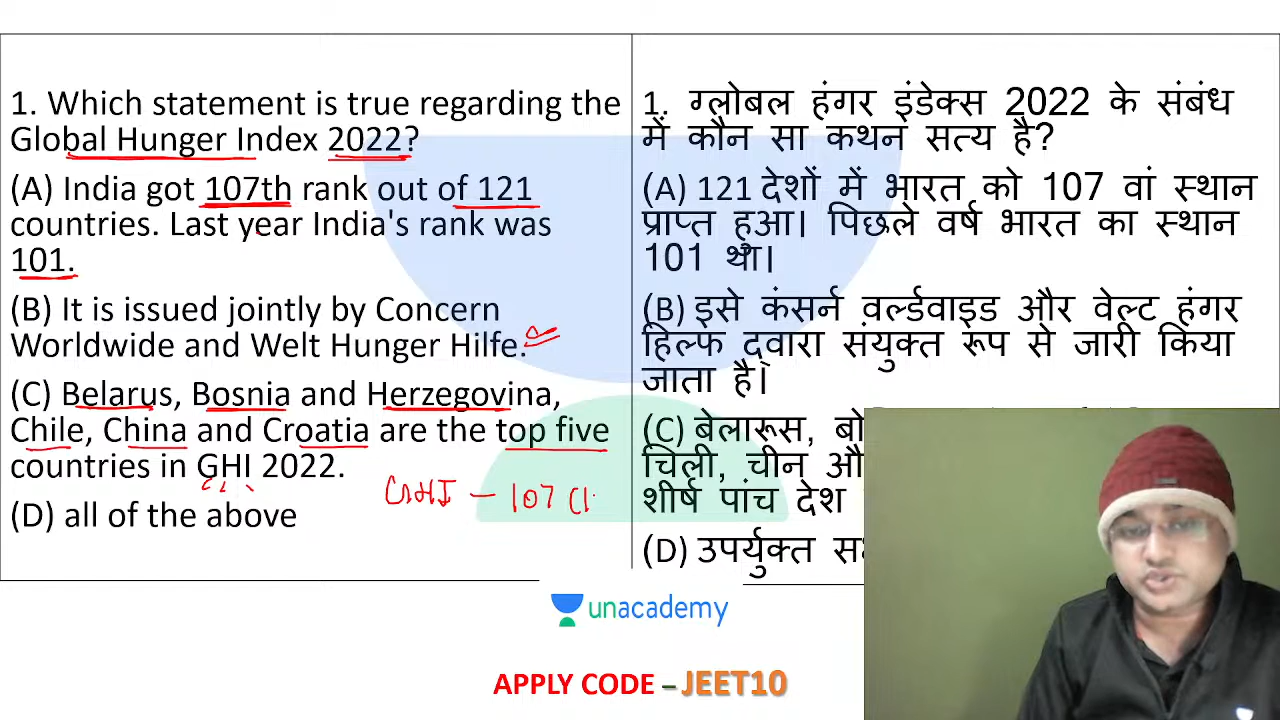 1. Which statement is true regarding the
Global Hunger Index 2022?
(A) India got 107th rank out of 121
countries. Last year India's rank was
101.
(B) It is issued jointly by Concern
Worldwide and Welt Hunger Hilfe.
(C) Belarus, Bosnia and Herzegovina,
Chile, China and Croatia are the top five
countries in GHI 2022.
(D) all of the above
GHI – 107
1. ग्लोबल हंगर इंडेक्स 2022 के संबंध
में कौन सा कथन सत्य है?
(A) 121 देशों में भारत को 107 वां स्थान
प्राप्त हुआ। पिछले वर्ष भारत का स्थान
101 था।
(B) इसे कंसर्न वर्ल्डवाइड और वेल्ट हंगर
हिल्फ द्वारा संयुक्त रूप से जारी किया
जाता है।
(C) बेलारूस,
चिली, चीन
शीर्ष पांच देश
(D) उपर्युक्त
unacademy
APPLY CODE – JEET10